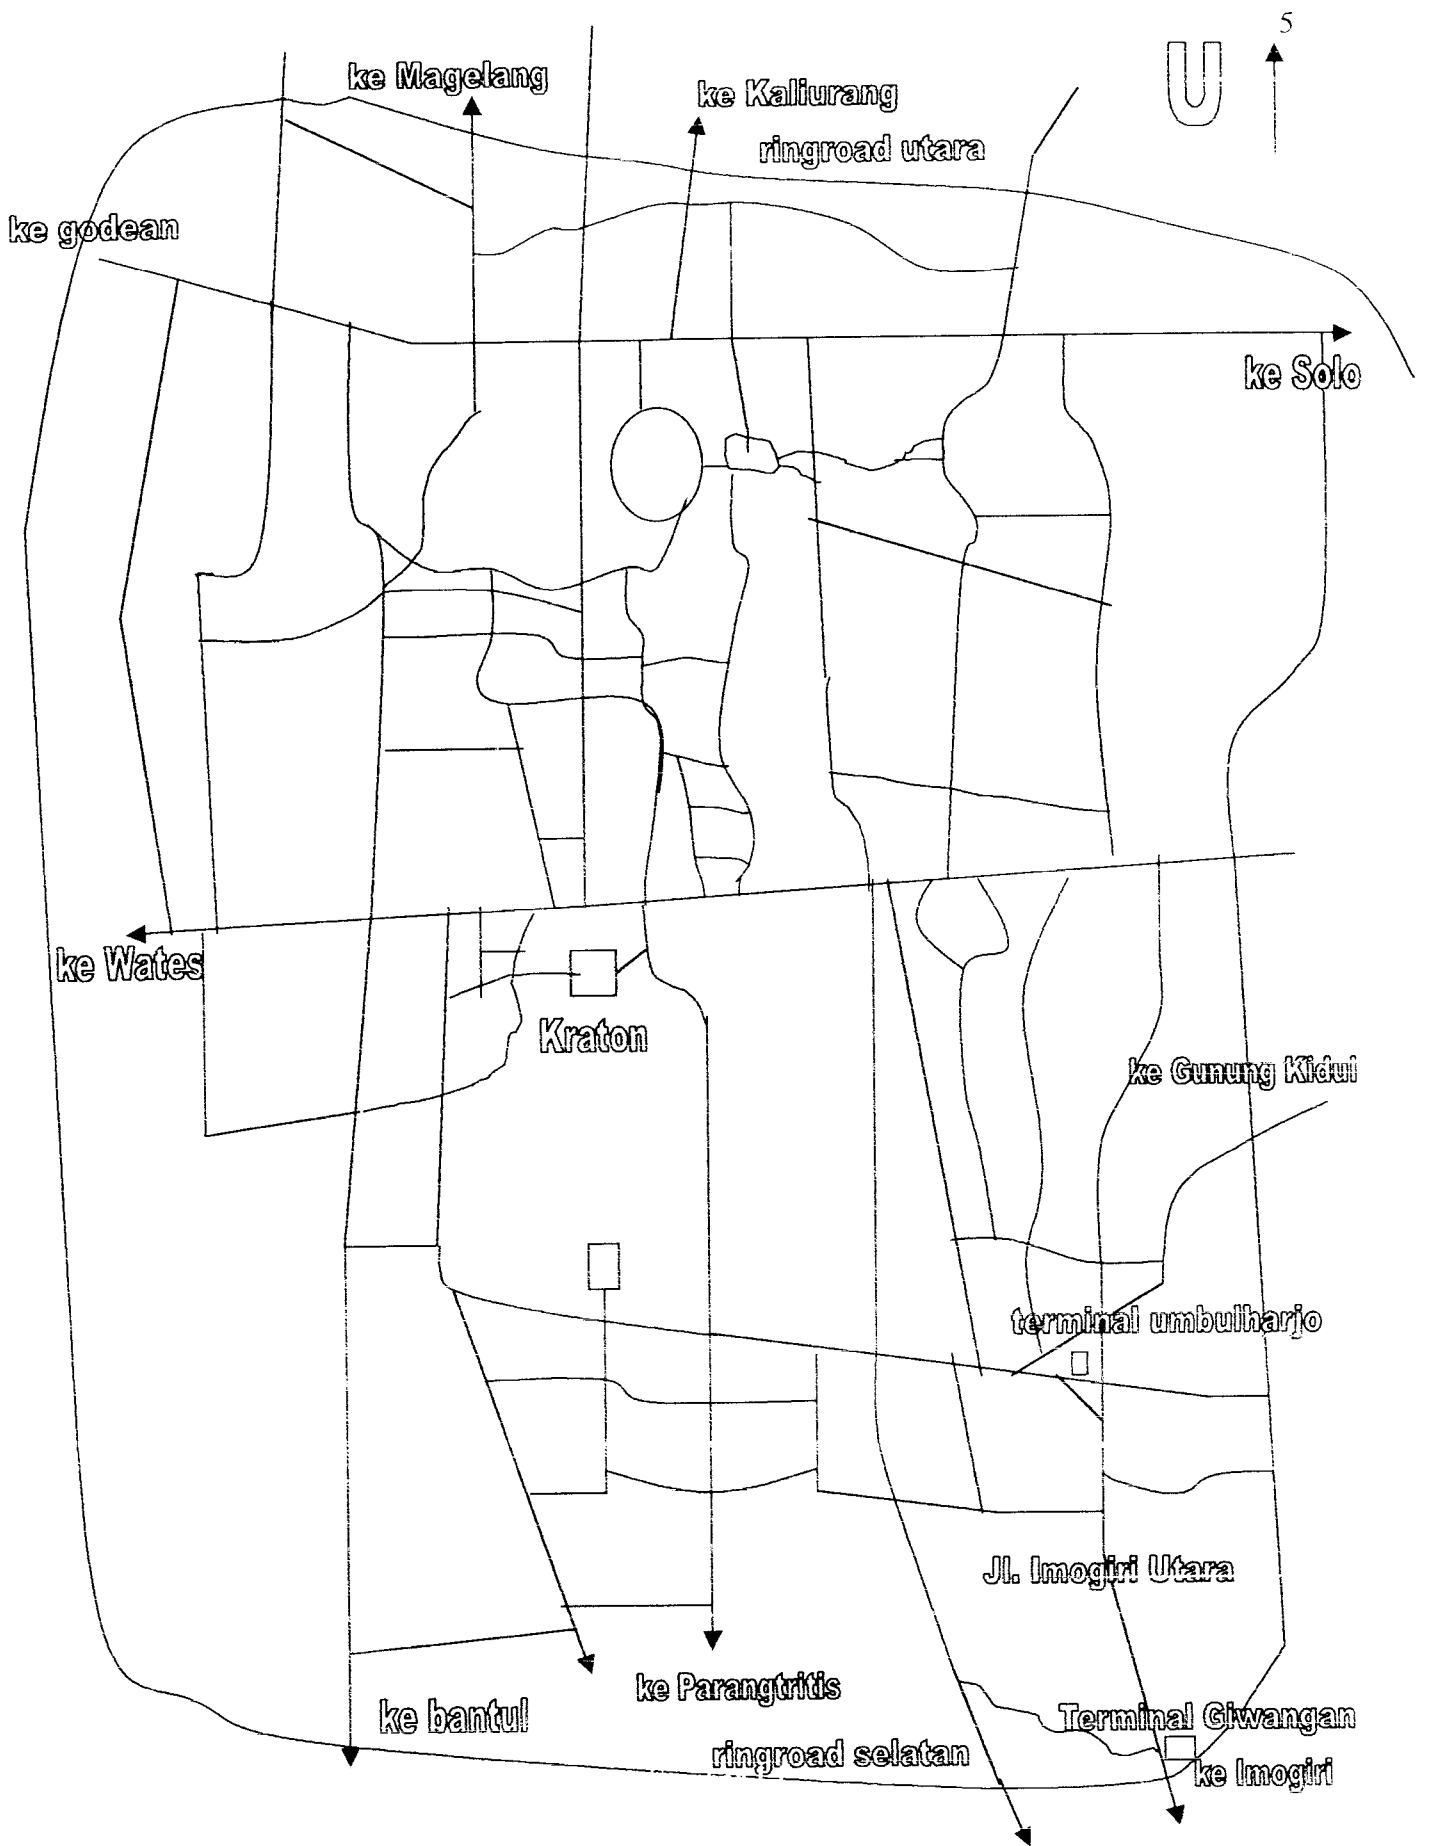 5
U
ke Magelang
ke Kaliurang
ringroad utara
ke godean
ke Solo
ke Wates
Kraton
ke Gunung Kidul
terminal umbulharjo
Jl. Imogiri Utara
ke Parangtritis
ke bantul
Terminal Giwangan
ringroad selatan
ke Imogiri